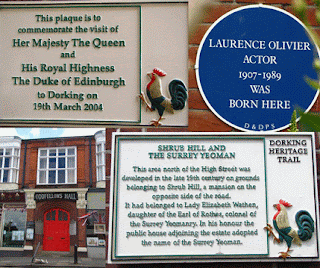 This plaque is to
commemorate the visit of
Her Majesty The Queen
and
His Royal Highness
The Duke of Edinburgh
to Dorking on
19th March 2004
LAURENCE OLIVIER
ACTOR
1907-1989
WAS
BORN HERE
D & D P S
ODDFELLOWS HALL
SHRUB HILL AND
THE SURREY YEOMAN
This area north of the High Street was
developed in the late 19th century on grounds
belonging to Shrub Hill, a mansion on the
opposite side of the road.
It had belonged to Lady Elizabeth Wathen,
daughter of the Earl of Rothes, colonel of
the Surrey Yeomanry. In his honour the
public house adjoining the estate adopted
the name of the Surrey Yeoman.
DORKING
HERITAGE
TRAIL